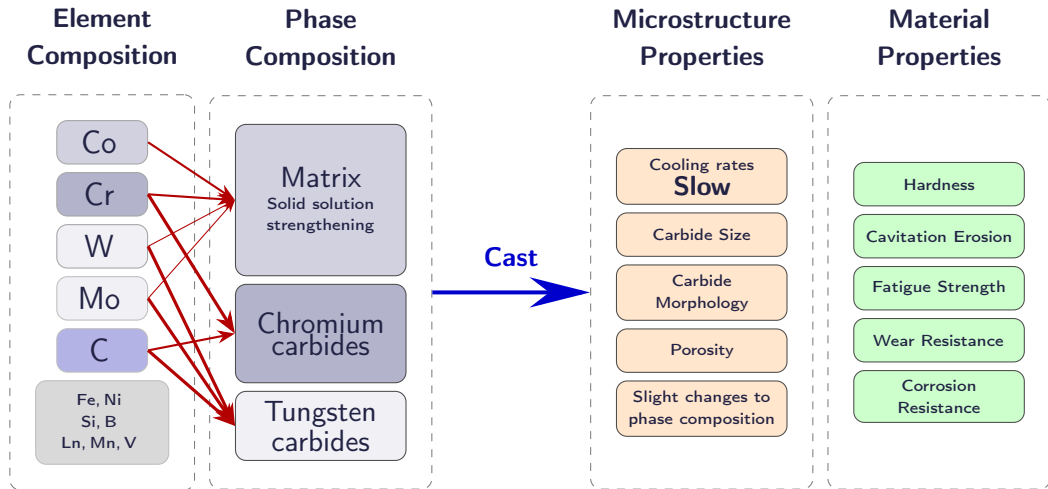 Element
Composition
Phase
Composition
Microstructure
Properties
Material
Properties
Co
Cr
W
Mo
C
Fe, Ni
Si, B
Ln, Mn, V
Matrix
Solid solution
strengthening
Chromium
carbides
Tungsten
carbides
Cast
Cooling rates
Slow
Carbide Size
Carbide
Morphology
Porosity
Slight changes to
phase composition
Hardness
Cavitation Erosion
Fatigue Strength
Wear Resistance
Corrosion
Resistance